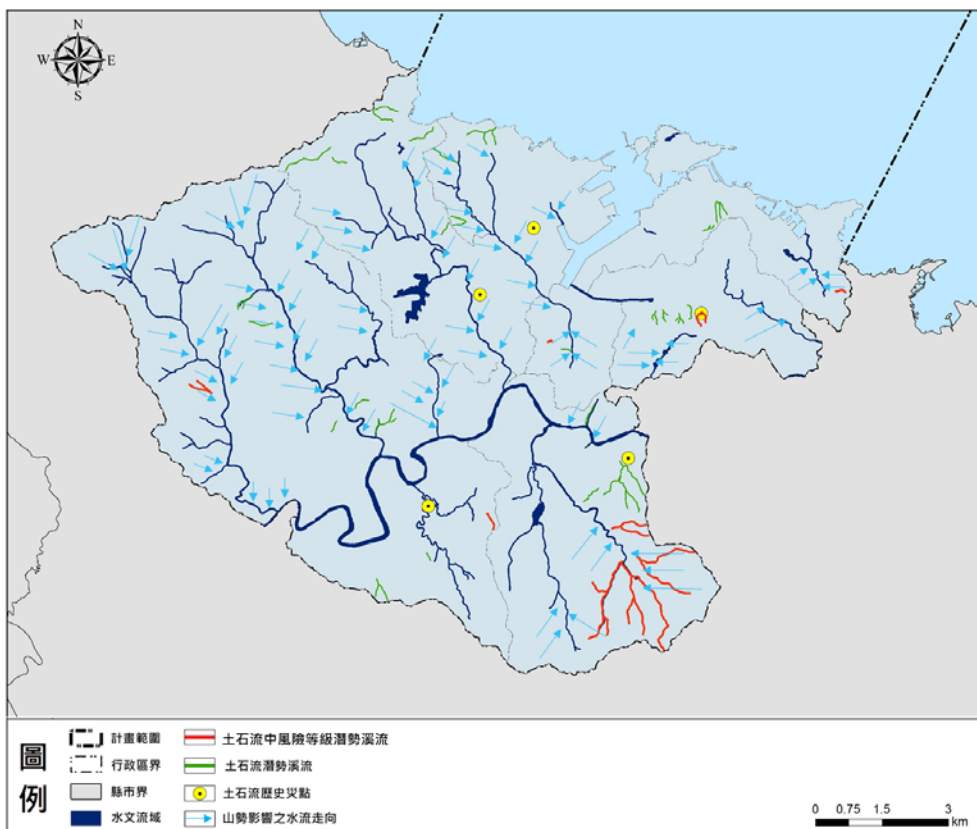 N
W E
S
圖例
計畫範圍
行政區界
縣市界
水文流域
土石流中風險等級潛勢溪流
土石流潛勢溪流
土石流歷史災點
山勢影響之水流走向
0 0.75 1.5 3
km